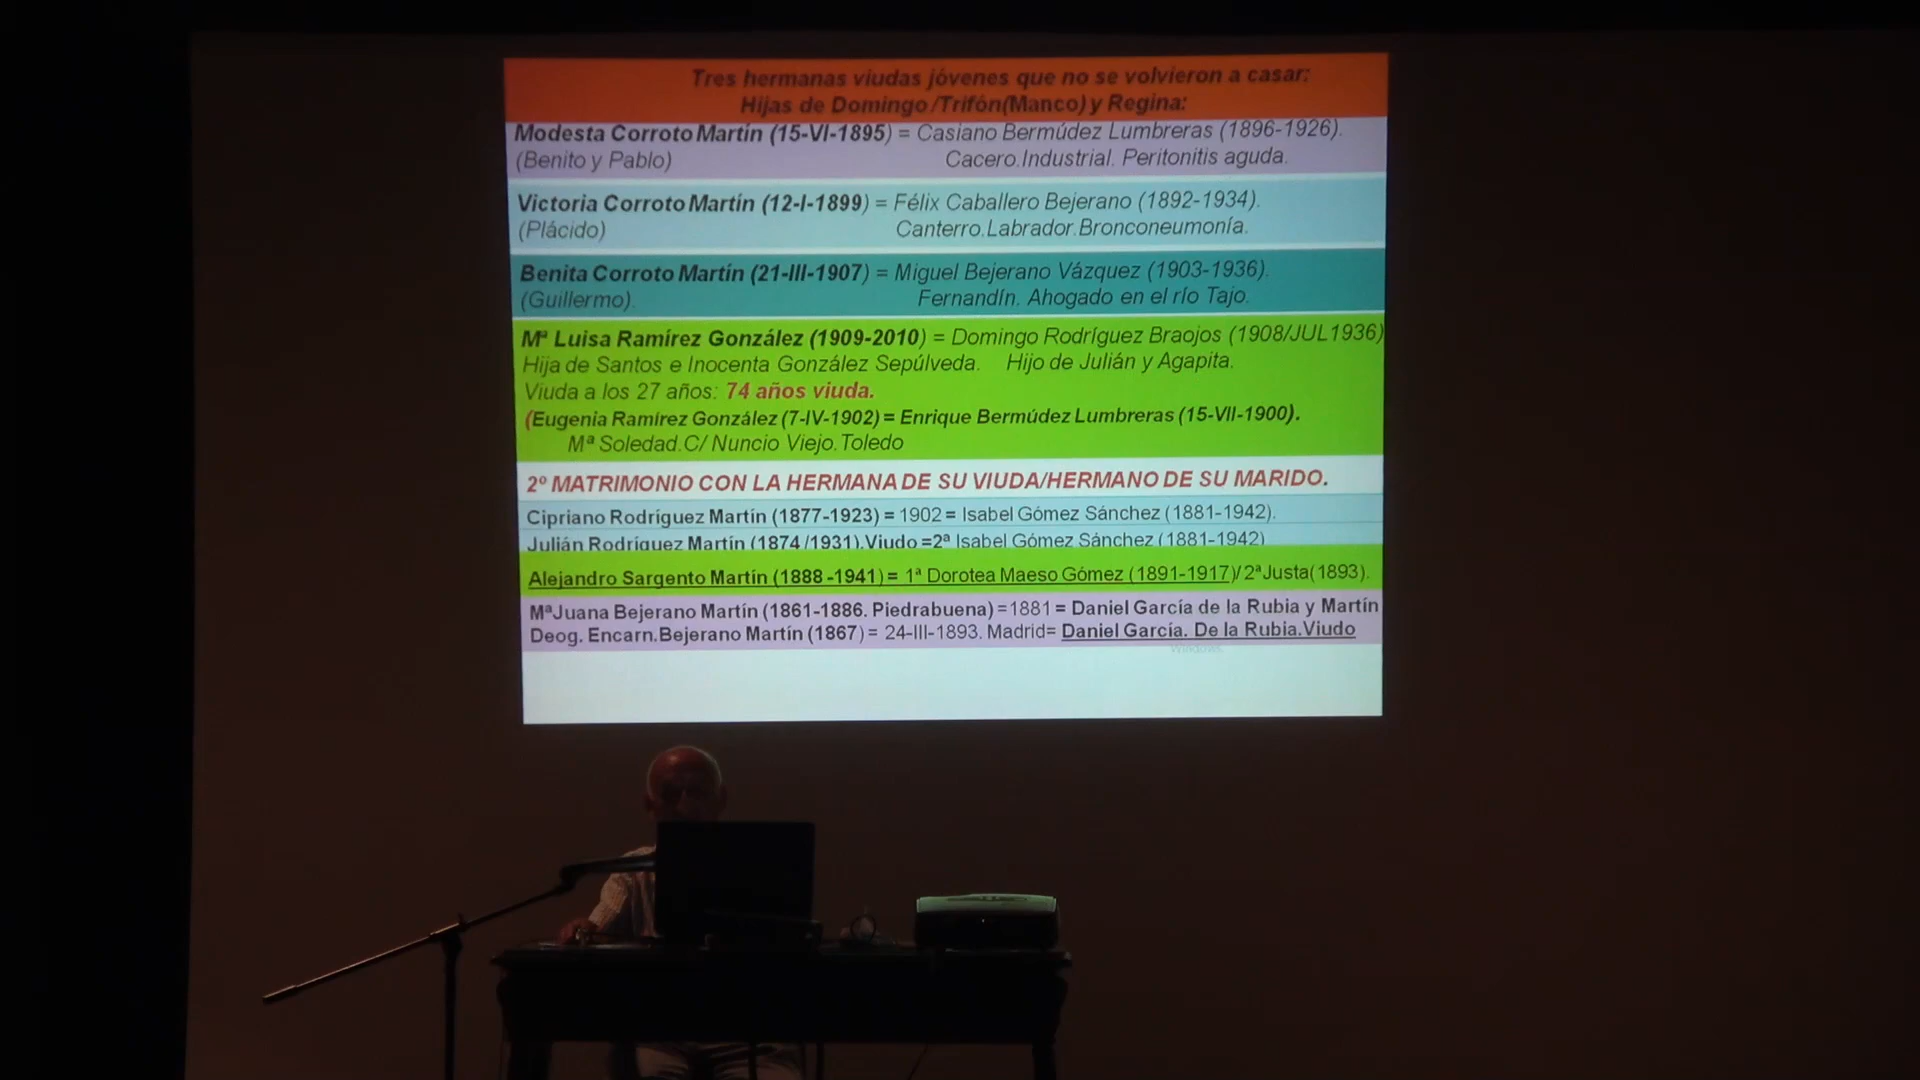 Tres hermanas viudas jóvenes que no se volvieron a casar:
Hijas de Domingo/Trifón(Manco) y Regina:
Modesta Corroto Martín (15-VI-1895) = Casiano Bermúdez Lumbreras (1896-1926).
(Benito y Pablo) Cacero.Industrial. Peritonitis aguda.
Victoria Corroto Martín (12-I-1899) = Félix Caballero Bejerano (1892-1934).
(Plácido) Canterro.Labrador.Bronconeumonía.
Benita Corroto Martín (21-III-1907) = Miguel Bejerano Vázquez (1903-1936).
(Guillermo). Fernandín. Ahogado en el río Tajo.
Mª Luisa Ramírez González (1909-2010) = Domingo Rodríguez Braojos (1908/JUL1936)
Hija de Santos e Inocenta González Sepúlveda. Hijo de Julián y Agapita.
Viuda a los 27 años: 74 años viuda.
(Eugenia Ramírez González (7-IV-1902) = Enrique Bermúdez Lumbreras (15-VII-1900).
Mª Soledad.C/ Nuncio Viejo.Toledo
2º MATRIMONIO CON LA HERMANA DE SU VIUDA/HERMANO DE SU MARIDO.
Cipriano Rodríguez Martín (1877-1923) = 1902 = Isabel Gómez Sánchez (1881-1942).
Julián Rodríguez Martín (1874/1931).Viudo =2ª Isabel Gómez Sánchez (1881-1942)
Alejandro Sargento Martín (1888-1941) = 1ª Dorotea Maeso Gómez (1891-1917)/2ªJusta(1893).
MªJuana Bejerano Martín (1861-1886. Piedrabuena) =1881 = Daniel García de la Rubia y Martín
Deog. Encarn.Bejerano Martín (1867) = 24-III-1893. Madrid= Daniel García. De la Rubia.Viudo
Windows.